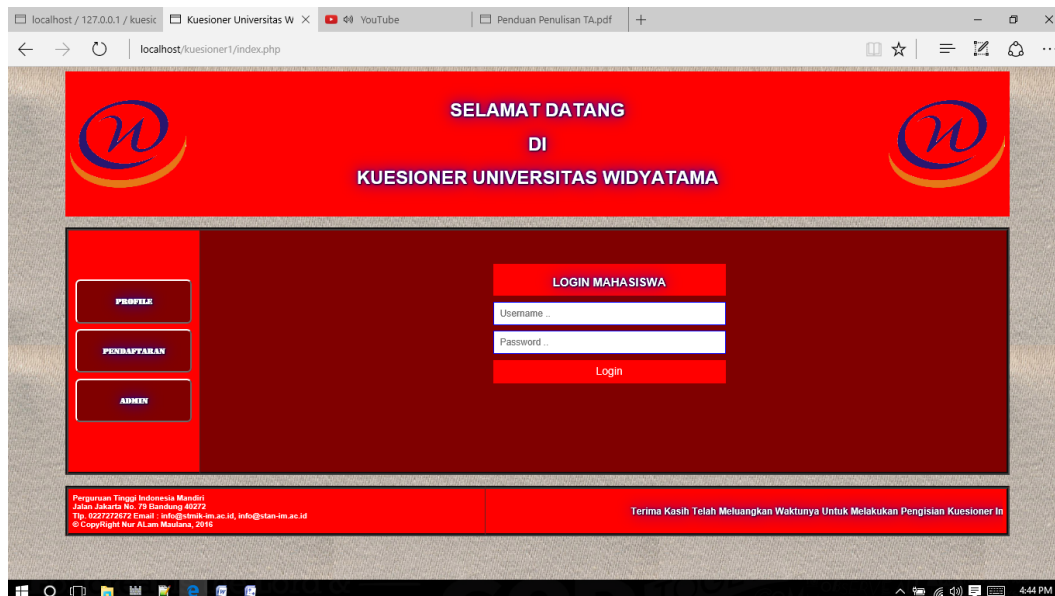 localhost / 127.0.0.1 / kuesic
Kuesioner Universitas W
YouTube
Penduan Penulisan TA.pdf
localhost/kuesioner1/index.php
SELAMAT DATANG
DI
KUESIONER UNIVERSITAS WIDYATAMA
LOGIN MAHASISWA
Username ..
Password ..
Login
PROFILE
PENDAFTARAN
ADMIN
Perguruan Tinggi Indonesia Mandiri
Jalan Jakarta No. 79 Bandung 40272
Tlp. 0227272672 Email : info@stmik-im.ac.id, info@stan-im.ac.id
© CopyRight Nur ALam Maulana, 2016
Terima Kasih Telah Meluangkan Waktunya Untuk Melakukan Pengisian Kuesioner In
4:44 PM